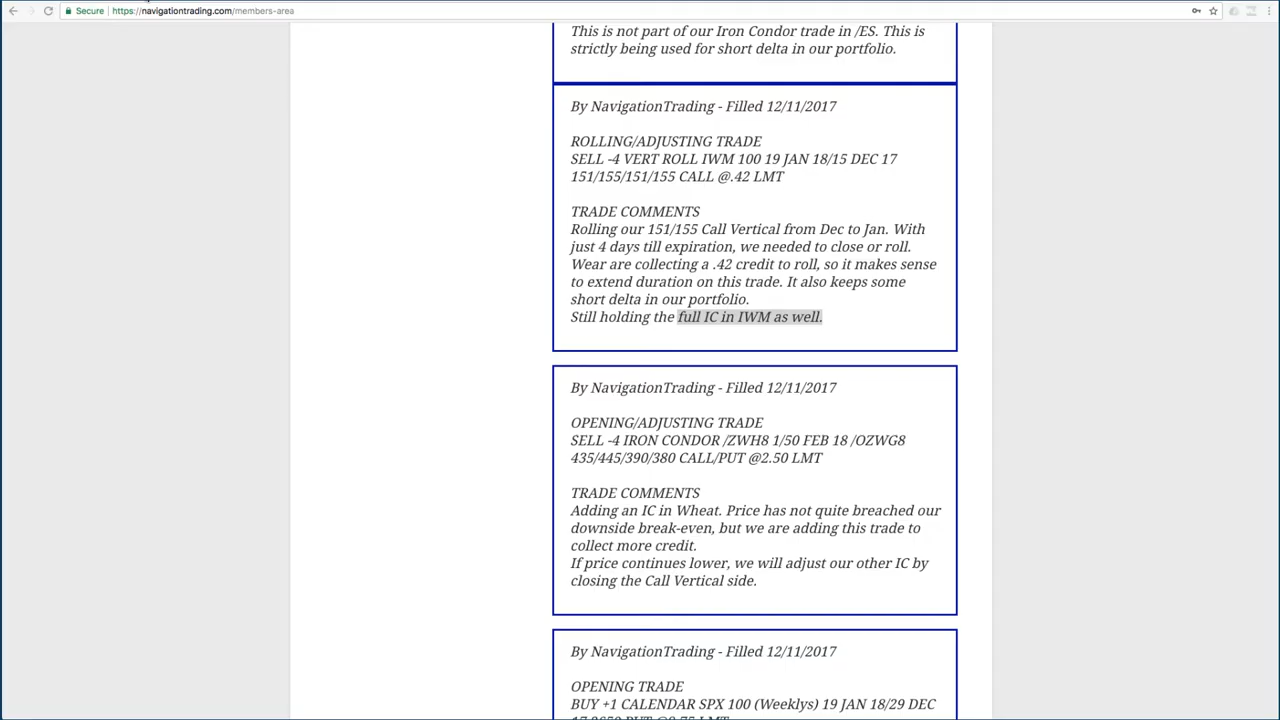 Secure https://navigationtrading.com/members-area
This is not part of our Iron Condor trade in /ES. This is
strictly being used for short delta in our portfolio.
By NavigationTrading - Filled 12/11/2017
ROLLING/ADJUSTING TRADE
SELL -4 VERT ROLL IWM 100 19 JAN 18/15 DEC 17
151/155/151/155 CALL @.42 LMT
TRADE COMMENTS
Rolling our 151/155 Call Vertical from Dec to Jan. With
just 4 days till expiration, we needed to close or roll.
Wear are collecting a .42 credit to roll, so it makes sense
to extend duration on this trade. It also keeps some
short delta in our portfolio.
Still holding the full IC in IWM as well.
By NavigationTrading - Filled 12/11/2017
OPENING/ADJUSTING TRADE
SELL -4 IRON CONDOR /ZWH8 1/50 FEB 18 /OZWG8
435/445/390/380 CALL/PUT @2.50 LMT
TRADE COMMENTS
Adding an IC in Wheat. Price has not quite breached our
downside break-even, but we are adding this trade to
collect more credit.
If price continues lower, we will adjust our other IC by
closing the Call Vertical side.
By NavigationTrading - Filled 12/11/2017
OPENING TRADE
BUY +1 CALENDAR SPX 100 (Weeklys) 19 JAN 18/29 DEC